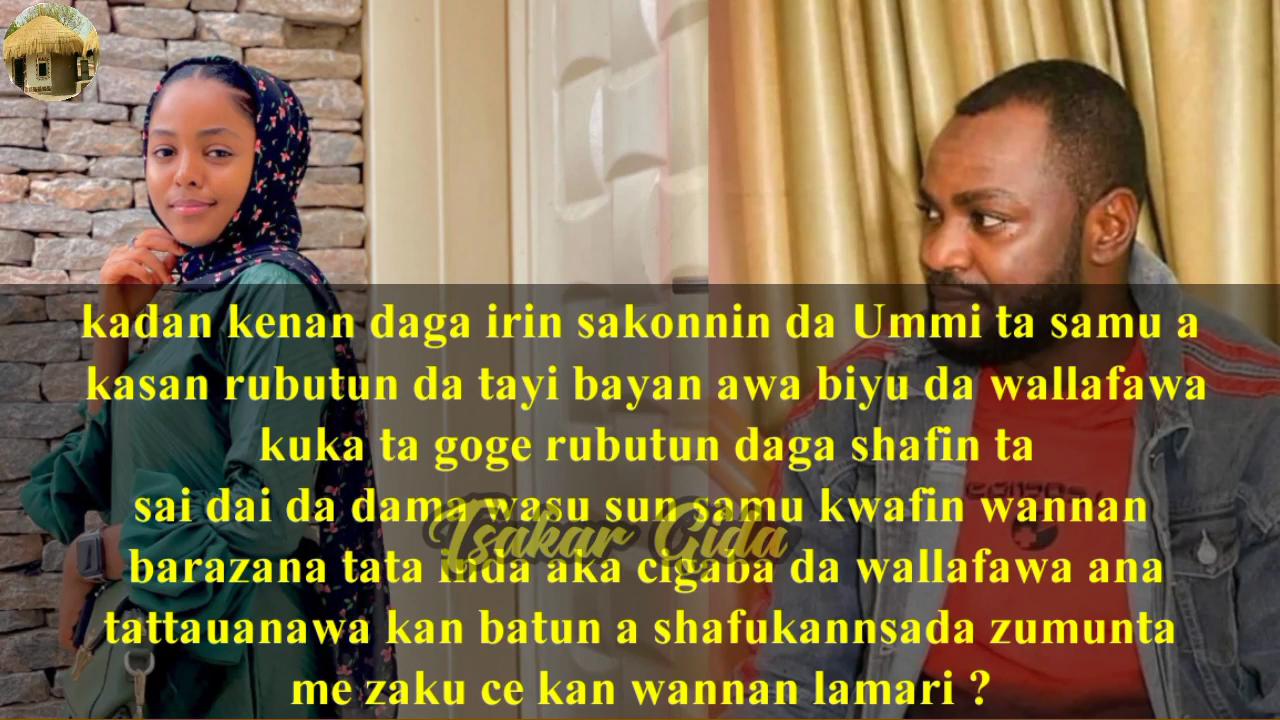 kadan kenan daga irin sakonnin da Ummi ta samu a
kasan rubutun da tayi bayan awa biyu da wallafawa
kuka ta goge rubutun daga shafin ta
sai dai da dama wasu sun samu kwafin wannan
Tsakar Gida
barazana tata inda aka cigaba da wallafawa ana
tattauanawa kan batun a shafukannsada zumunta
me zaku ce kan wannan lamari ?